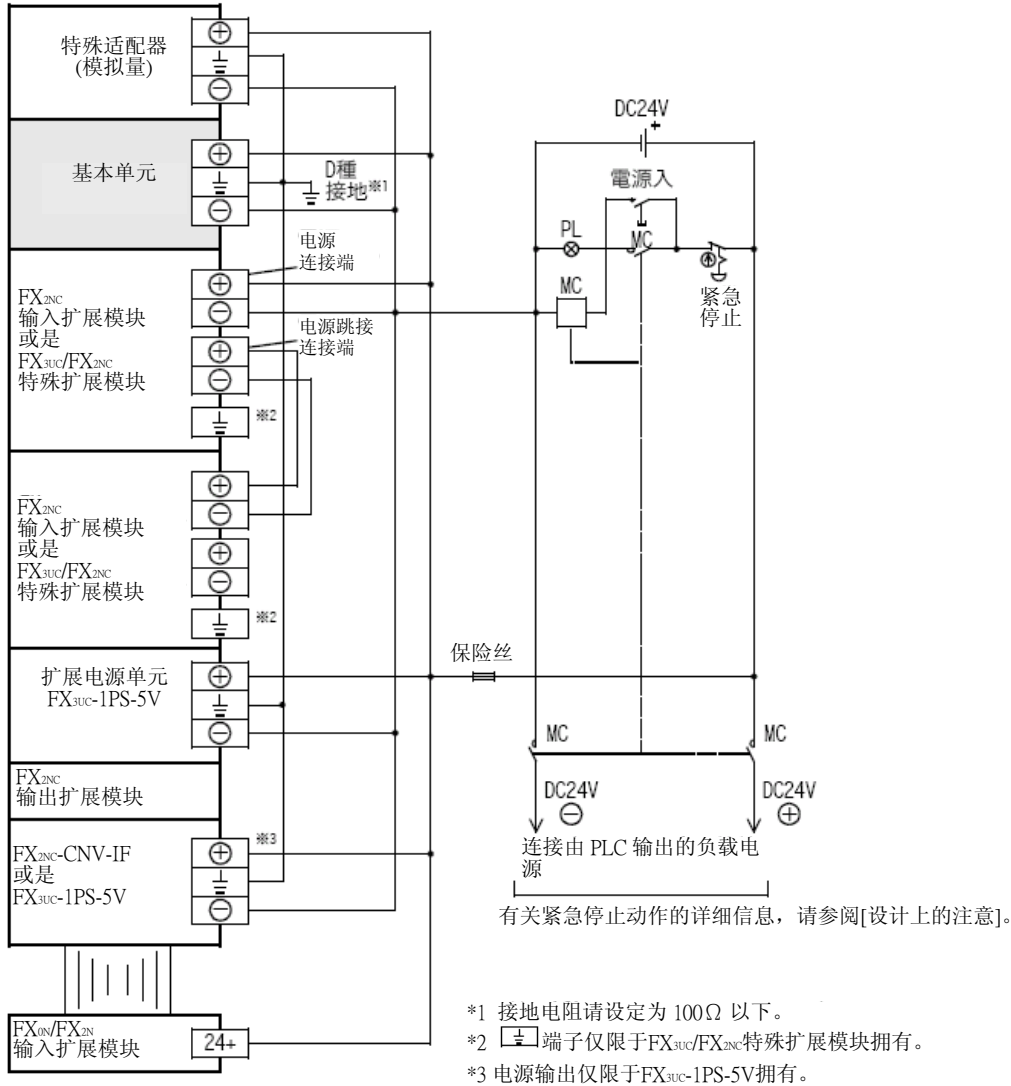 特殊适配器
(模拟量)
基本单元
D種
接地※1
电源
连接端
FX2NC
输入扩展模块
或是
FX3UC/FX2NC
特殊扩展模块
电源跳接
连接端
※2
FX2NC
输入扩展模块
或是
FX3UC/FX2NC
特殊扩展模块
※2
扩展电源单元
FX3UC-1PS-5V
FX2NC
输出扩展模块
FX2NC-CNV-IF
或是
FX3UC-1PS-5V
※3
FX0N/FX2N
输入扩展模块
24+
DC24V
+
電源入
PL
MC
MC
紧急
停止
保险丝
MC
MC
DC24V
DC24V
连接由 PLC 输出的负载电
源
有关紧急停止动作的详细信息，请参阅[设计上的注意]。
*1 接地电阻请设定为 100Ω 以下。
*2 端子仅限于FX3UC/FX2NC特殊扩展模块拥有。
*3 电源输出仅限于FX3UC-1PS-5V拥有。